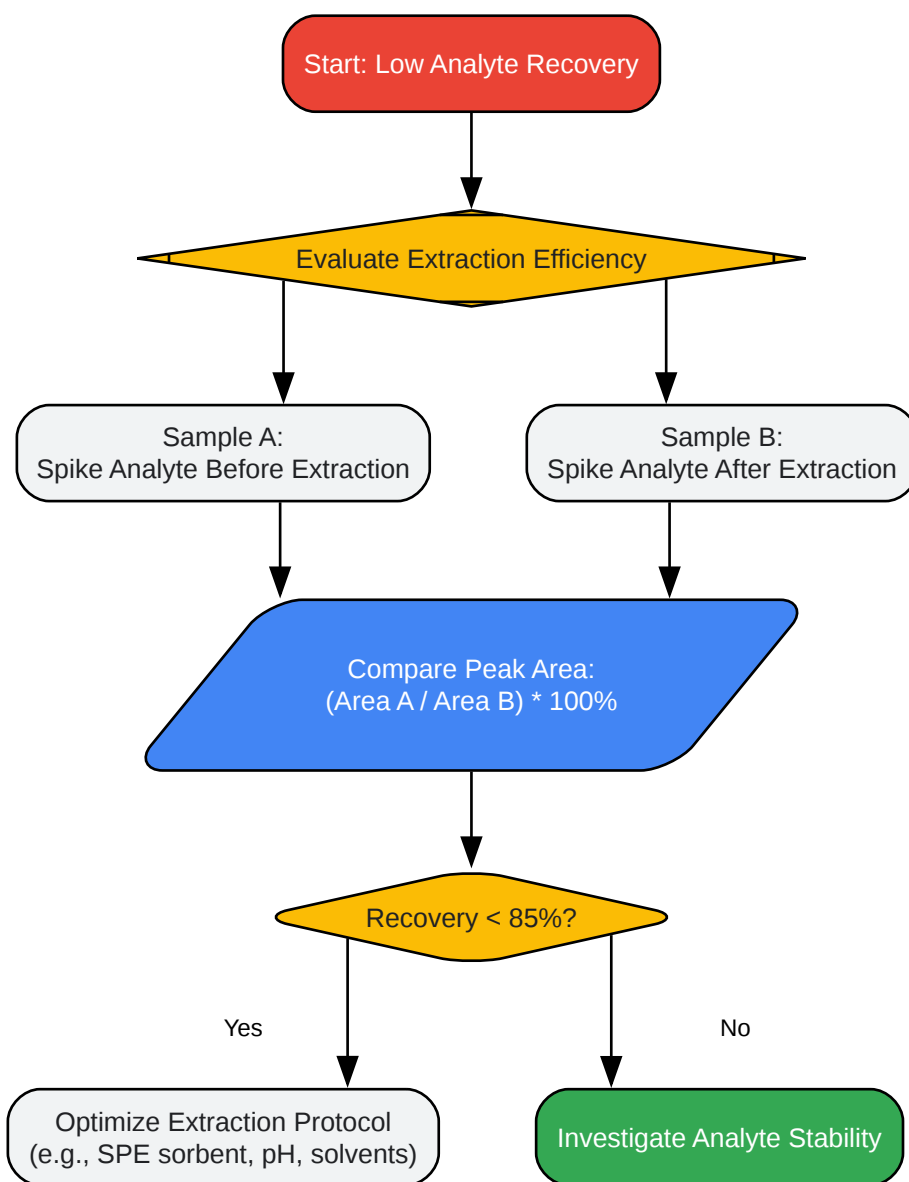 Start: Low Analyte Recovery
Evaluate Extraction Efficiency
Sample A:
Spike Analyte Before Extraction
Sample B:
Spike Analyte After Extraction
Compare Peak Area:
(Area A / Area B) * 100%
Recovery < 85%?
Yes
No
Optimize Extraction Protocol
(e.g., SPE sorbent, pH, solvents)
Investigate Analyte Stability